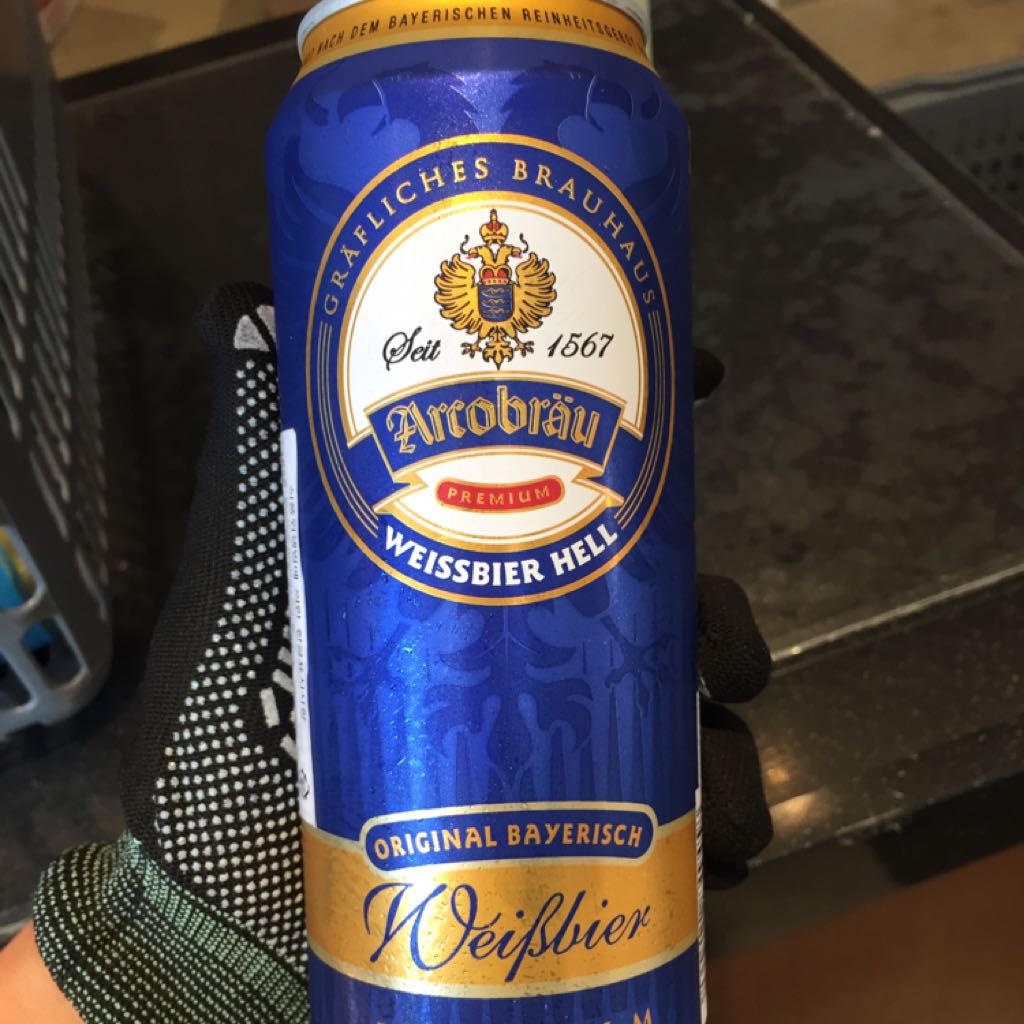 NACH DEM BAYERISCHEN REINHEITSGEBOT
GRÄFLICHES BRAUHAUS
Seit 1567
Arcobräu
PREMIUM
WEISSBIER HELL
ORIGINAL BAYERISCH
Weißbier